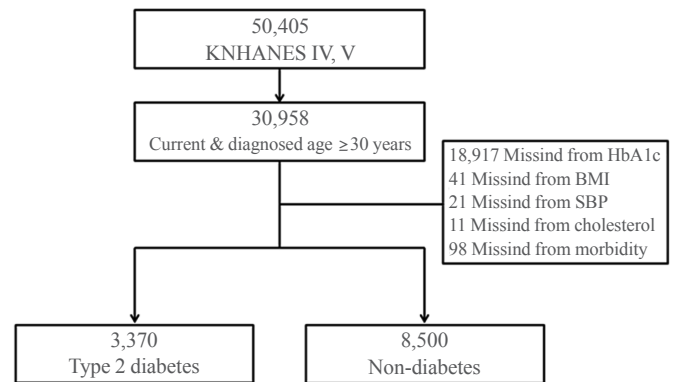 50,405
KNHANES IV, V
30,958
Current & diagnosed age ≥30 years
18,917 Missind from HbA1c
41 Missind from BMI
21 Missind from SBP
11 Missind from cholesterol
98 Missind from morbidity
3,370
Type 2 diabetes
8,500
Non-diabetes